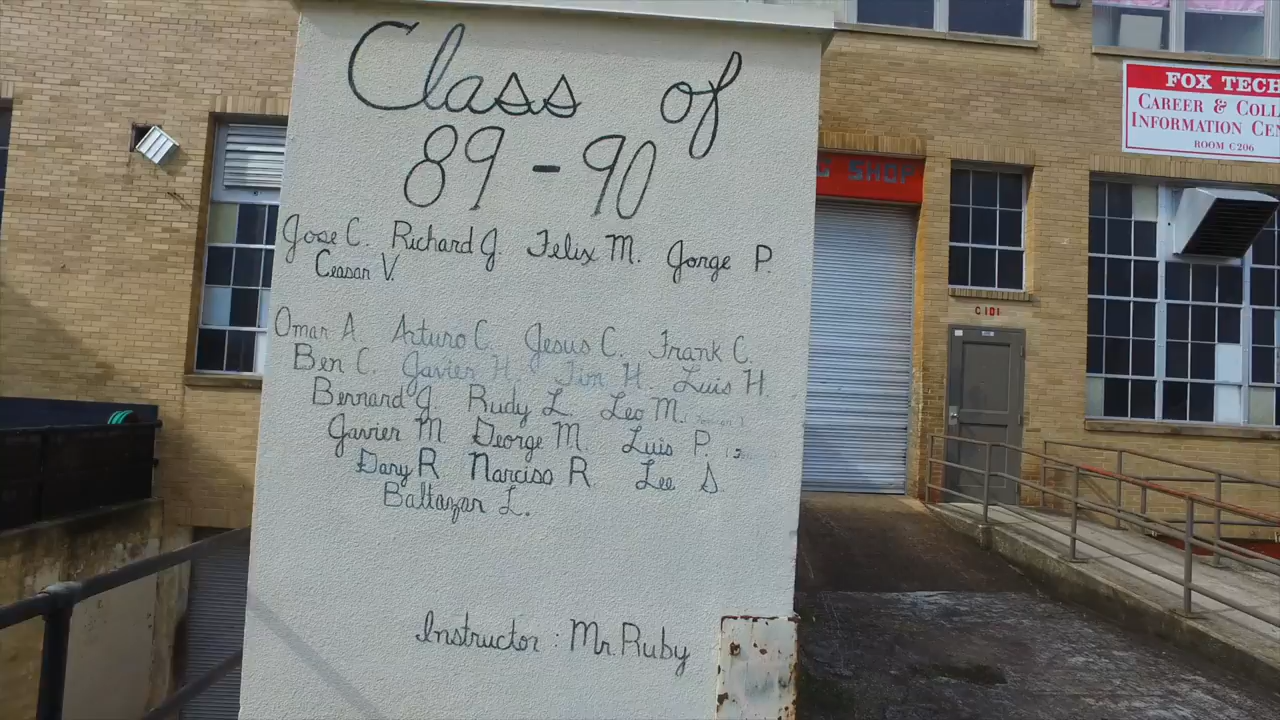 Class of
89-90
Jose C. Richard G. Felix M. Jorge P.
Ceasar V.
Omar A. Arturo C. Jesus C. Frank C.
Ben C. Javier H. Jim H. Luis H.
Bernard G. Rudy L. Leo M.
Javier M. George M. Luis P.
Dary R. Narciso R. Lee S.
Baltazar L.
Instructor: Mr. Ruby
SHOP
C101
FOX TECH
CAREER & COLL
INFORMATION CEN
ROOM C206